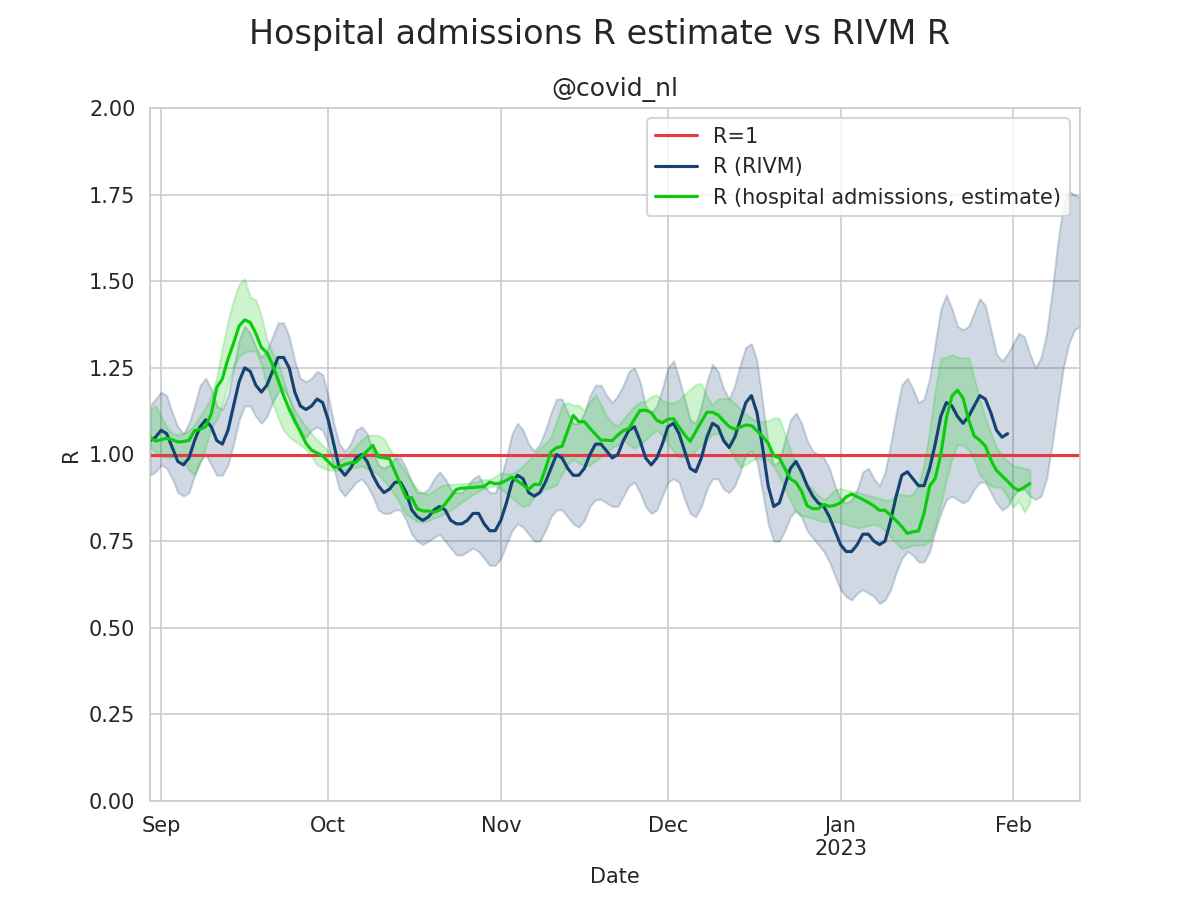 Hospital admissions R estimate vs RIVM R
@covid_nl
R=1
R (RIVM)
R (hospital admissions, estimate)
2.00
1.75
1.50
1.25
1.00
0.75
0.50
0.25
0.00
R
Sep Oct Nov Dec Jan Feb
2023
Date